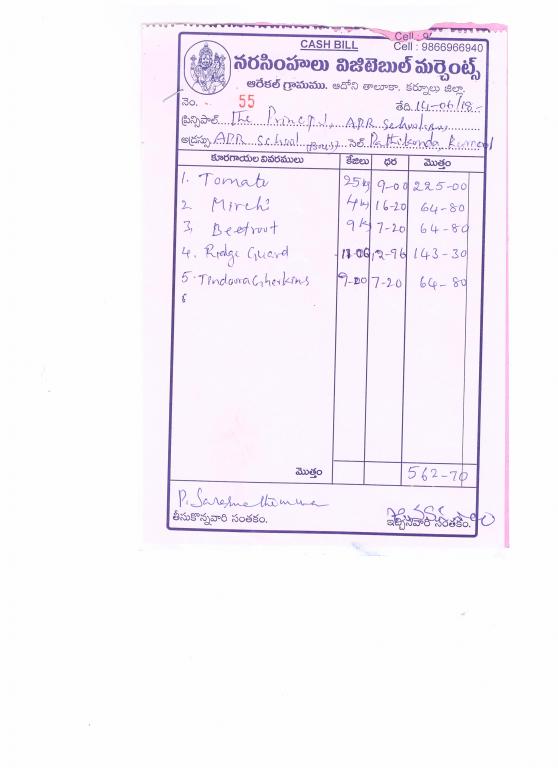 CASH BILL
Cell : 9
Cell : 9866966940
నరసింహులు విజిటెబుల్ మర్చెంట్స్
ఆరేకల్ గ్రామము. ఆదోని తాలూకా. కర్నూలు జిల్లా.
నెం. 55 తేది 14-06/18-
ప్రిన్సిపాల్ The Principal, APR School
అడ్రస్సు APR School (Boys) సెల్ Pathikonda, Kurnool
కూరగాయల వివరములు కేజీలు ధర మొత్తం
1. Tomato 25kg 9-00 225-00
2 Mirchi 4kg 16-20 64-80
3, Beetroot 9kg 7-20 64-80
4. Ridge Guard 11-06 12-96 143-30
5. Tindora Gherkins 9-00 7-20 64-80
6
మొత్తం 562-70
తీసుకొన్నవారి సంతకం. ఇచ్చినవారి సంతకం.